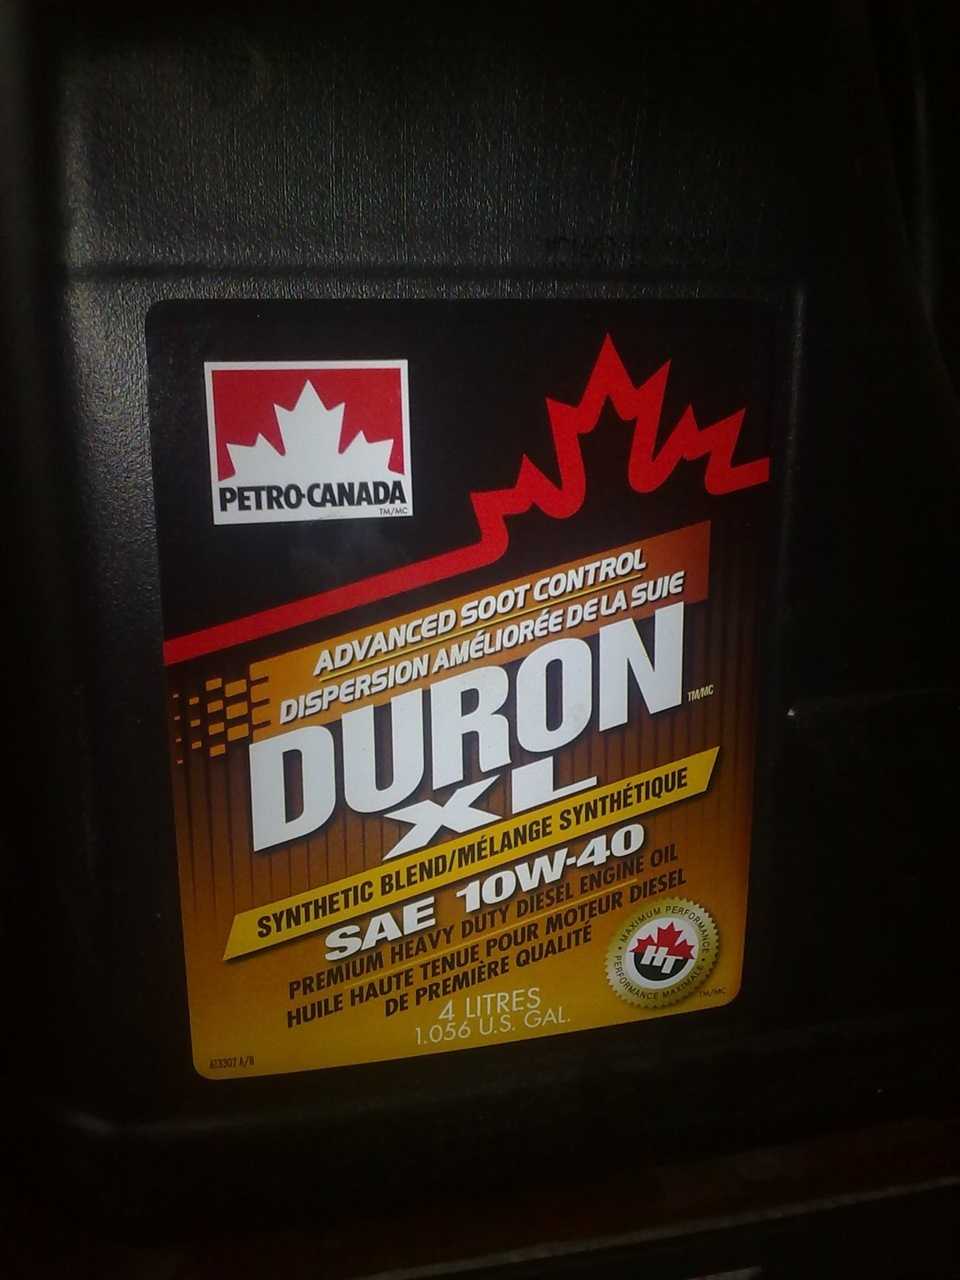 PETRO-CANADA
TM/MC
ADVANCED SOOT CONTROL
DISPERSION AMÉLIORÉE DE LA SUIE
DURON
TM/MC
XL
SYNTHETIC BLEND/MÉLANGE SYNTHÉTIQUE
SAE 10W-40
PREMIUM HEAVY DUTY DIESEL ENGINE OIL
HUILE HAUTE TENUE POUR MOTEUR DIESEL
DE PREMIÈRE QUALITÉ
MAXIMUM PERFORMANCE
HT
PERFORMANCE MAXIMALE
TM/MC
4 LITRES
1.056 U.S. GAL.